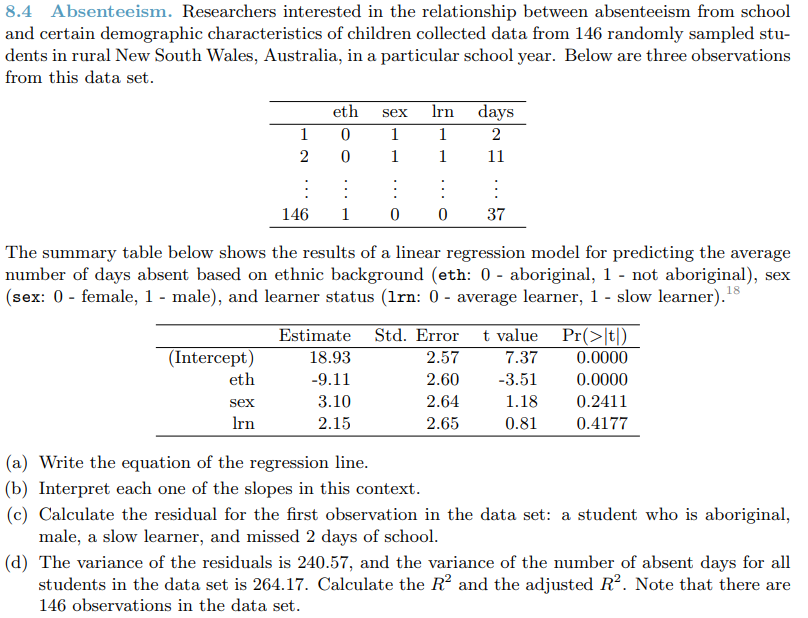 8.4 Absenteeism. Researchers interested in the relationship between absenteeism from school
and certain demographic characteristics of children collected data from 146 randomly sampled stu-
dents in rural New South Wales, Australia, in a particular school year. Below are three observations
from this data set.
eth sex lrn days
1 0 1 1 2
2 0 1 1 11
⋮ ⋮ ⋮ ⋮ ⋮
146 1 0 0 37
The summary table below shows the results of a linear regression model for predicting the average
number of days absent based on ethnic background (eth: 0 - aboriginal, 1 - not aboriginal), sex
(sex: 0 - female, 1 - male), and learner status (lrn: 0 - average learner, 1 - slow learner).18
Estimate Std. Error t value Pr(>|t|)
(Intercept) 18.93 2.57 7.37 0.0000
eth -9.11 2.60 -3.51 0.0000
sex 3.10 2.64 1.18 0.2411
lrn 2.15 2.65 0.81 0.4177
(a) Write the equation of the regression line.
(b) Interpret each one of the slopes in this context.
(c) Calculate the residual for the first observation in the data set: a student who is aboriginal,
male, a slow learner, and missed 2 days of school.
(d) The variance of the residuals is 240.57, and the variance of the number of absent days for all
students in the data set is 264.17. Calculate the R² and the adjusted R². Note that there are
146 observations in the data set.